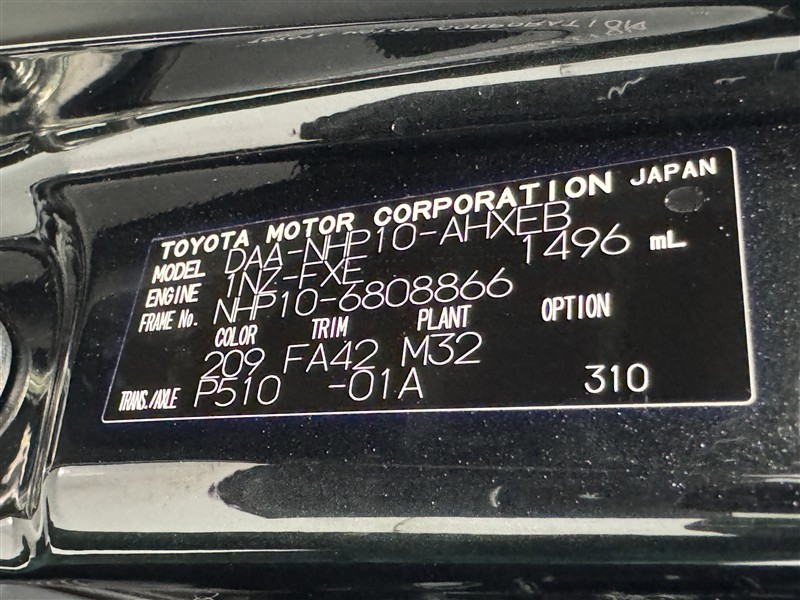 TOYOTA MOTOR CORPORATION JAPAN
MODEL DAA-NHP10-AHXEB
ENGINE 1NZ-FXE 1496 mL
FRAME No. NHP10-6808866
COLOR TRIM PLANT OPTION
209 FA42 M32
TRANS./AXLE P510 -01A 310